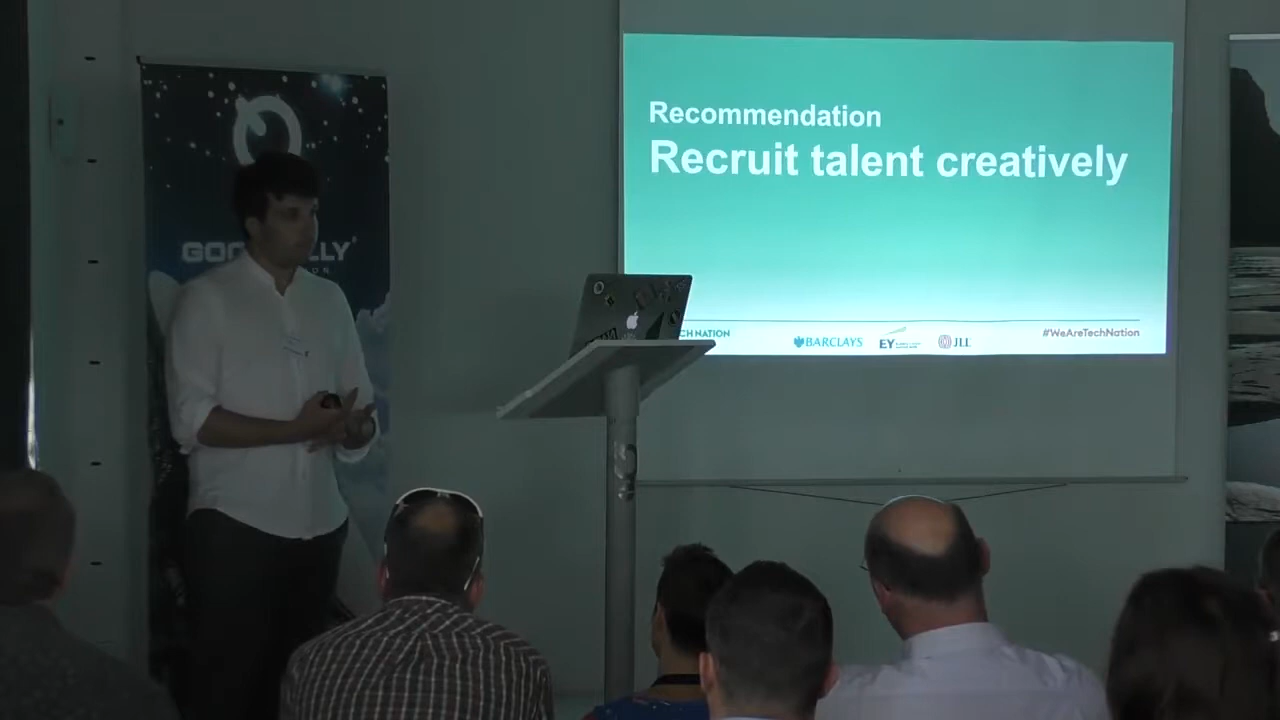 Recommendation
Recruit talent creatively
CH NATION
BARCLAYS
EY
JLL
#WeAreTechNation